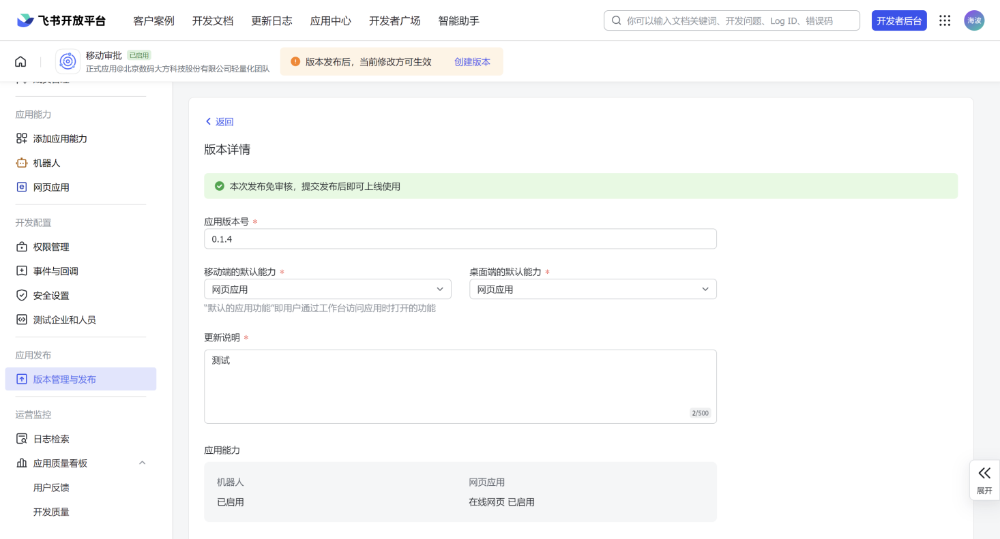 飞书开放平台
客户案例
开发文档
更新日志
应用中心
开发者广场
智能助手
你可以输入文档关键词、开发问题、Log ID、错误码
开发者后台
海波
移动审批
已启用
正式应用@北京数码大方科技股份有限公司轻量化团队
版本发布后，当前修改方可生效
创建版本
应用能力
添加应用能力
机器人
网页应用
开发配置
权限管理
事件与回调
安全设置
测试企业和人员
应用发布
版本管理与发布
运营监控
日志检索
应用质量看板
用户反馈
开发质量
返回
版本详情
本次发布免审核，提交发布后即可上线使用
应用版本号 *
0.1.4
移动端的默认能力 *
桌面端的默认能力 *
网页应用
网页应用
“默认的应用功能”即用户通过工作台访问应用时打开的功能
更新说明 *
测试
2/500
应用能力
机器人
网页应用
已启用
在线网页 已启用
展开